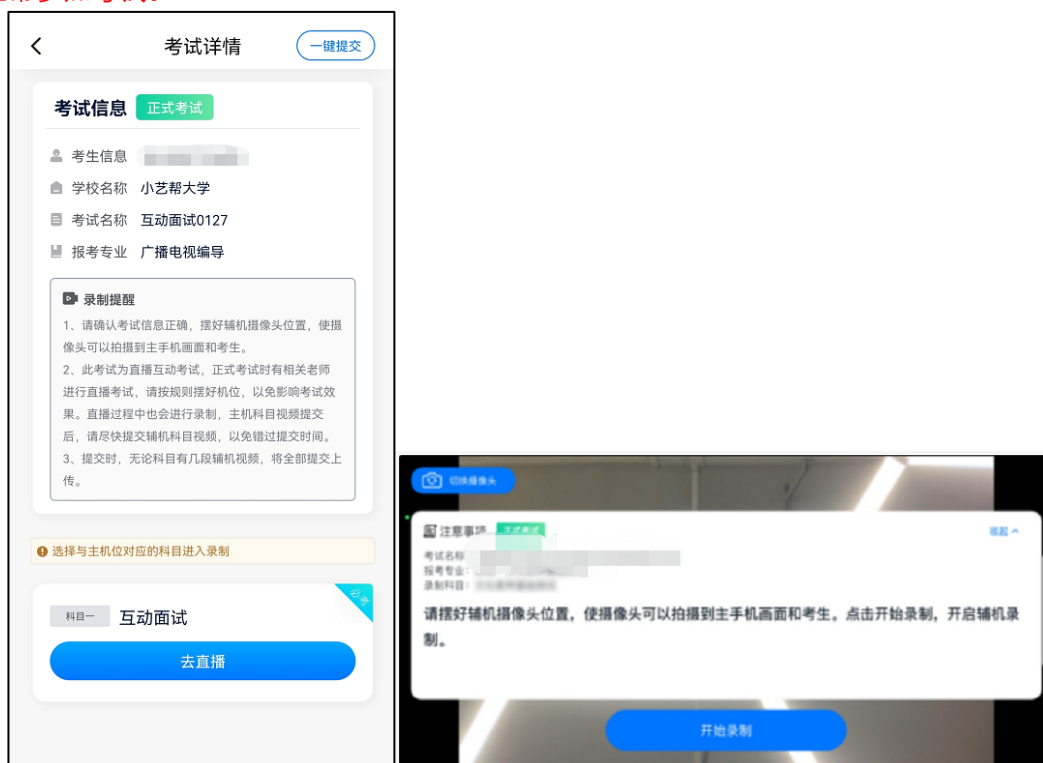 考试详情
一键提交
考试信息
正式考试
考生信息
学校名称 小艺帮大学
考试名称 互动面试0127
报考专业 广播电视编导
录制提醒
1、请确认考试信息正确，摆好辅机摄像头位置，使摄
像头可以拍摄到主手机画面和考生。
2、此考试为直播互动考试，正式考试时有相关老师
进行直播考试，请按规则摆好机位，以免影响考试效
果。直播过程中也会进行录制，主机科目视频提交
后，请尽快提交辅机科目视频，以免错过提交时间。
3、提交时，无论科目有几段辅机视频，将全部提交上
传。
选择与主机位对应的科目进入录制
必考
科目一 互动面试
去直播
切换摄像头
注意事项 正式考试
收起
考试名称
报考专业：
录制科目：
请摆好辅机摄像头位置，使摄像头可以拍摄到主手机画面和考生。点击开始录制，开启辅机录
制。
开始录制